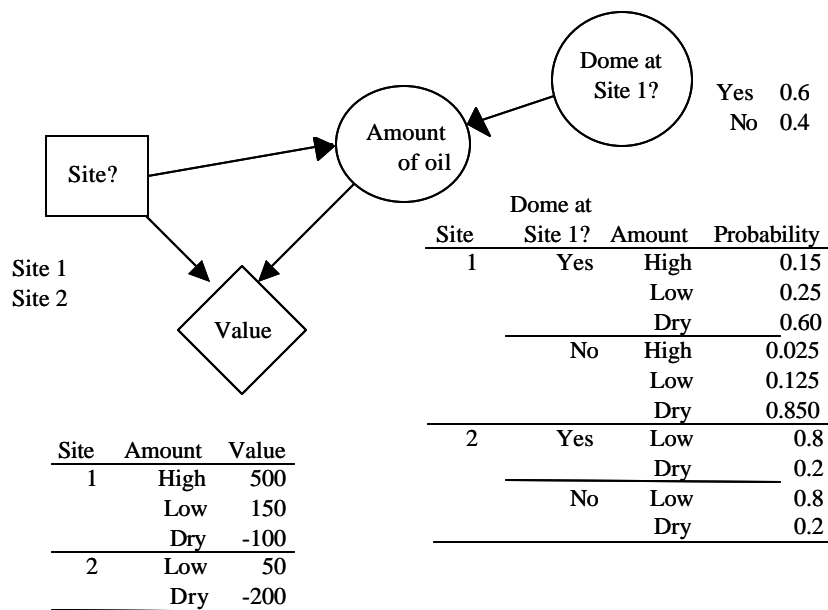 Dome at
Site 1?
Yes 0.6
No 0.4
Amount
of oil
Site?
Site 1
Site 2
Value
Dome at
Site Site 1? Amount Probability
1 Yes High 0.15
Low 0.25
Dry 0.60
No High 0.025
Low 0.125
Dry 0.850
2 Yes Low 0.8
Dry 0.2
No Low 0.8
Dry 0.2
Site Amount Value
1 High 500
Low 150
Dry -100
2 Low 50
Dry -200